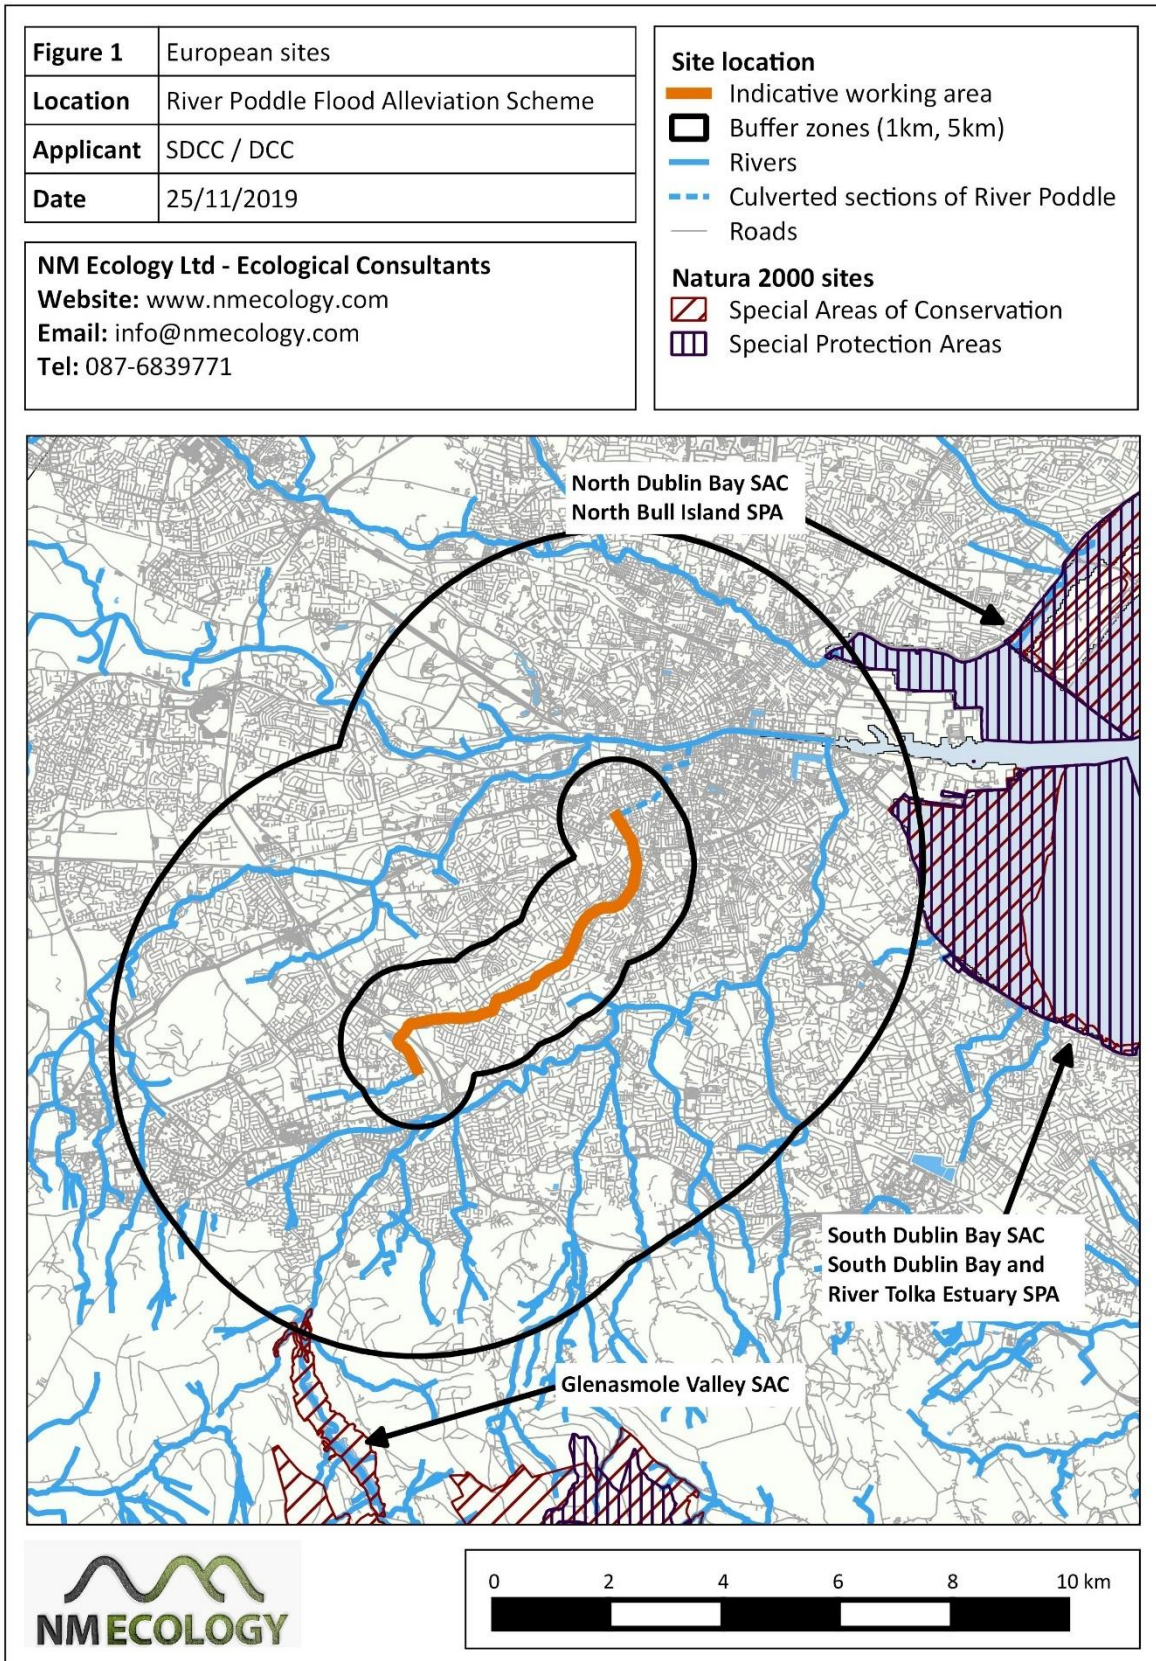 Figure 1 European sites
Location River Poddle Flood Alleviation Scheme
Applicant SDCC / DCC
Date 25/11/2019
NM Ecology Ltd - Ecological Consultants
Website: www.nmecology.com
Email: info@nmecology.com
Tel: 087-6839771
Site location
Indicative working area
Buffer zones (1km, 5km)
Rivers
Culverted sections of River Poddle
Roads
Natura 2000 sites
Special Areas of Conservation
Special Protection Areas
North Dublin Bay SAC
North Bull Island SPA
South Dublin Bay SAC
South Dublin Bay and
River Tolka Estuary SPA
Glenasmole Valley SAC
NM ECOLOGY
0 2 4 6 8 10 km